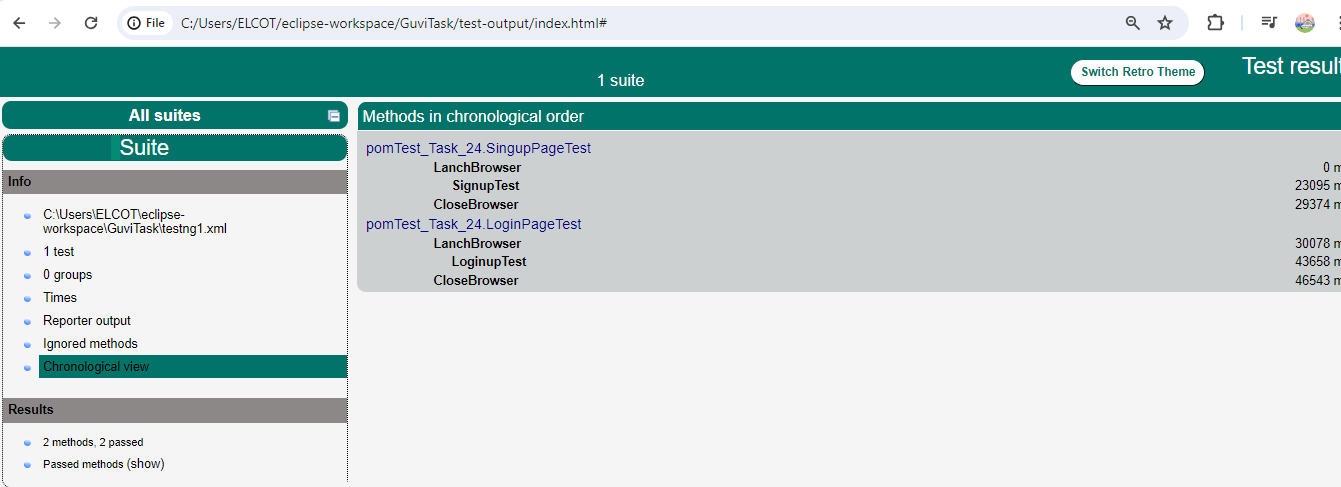 File C:/Users/ELCOT/eclipse-workspace/GuviTask/test-output/index.html#
1 suite
Switch Retro Theme
Test result
All suites
Suite
Info
C:\Users\ELCOT\eclipse-
workspace\GuviTask\testng1.xml
1 test
0 groups
Times
Reporter output
Ignored methods
Chronological view
Results
2 methods, 2 passed
Passed methods (show)
Methods in chronological order
pomTest_Task_24.SingupPageTest
LanchBrowser 0 m
SignupTest 23095 m
CloseBrowser 29374 m
pomTest_Task_24.LoginPageTest
LanchBrowser 30078 m
LoginupTest 43658 m
CloseBrowser 46543 m